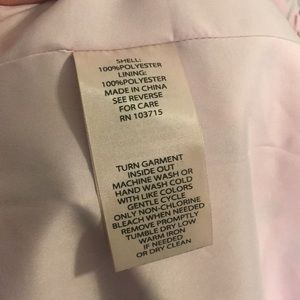 SHELL:
100%POLYESTER
LINING:
100%POLYESTER
MADE IN CHINA
SEE REVERSE
FOR CARE
RN 103715
TURN GARMENT
INSIDE OUT
MACHINE WASH OR
HAND WASH COLD
WITH LIKE COLORS
GENTLE CYCLE
ONLY NON-CHLORINE
BLEACH WHEN NEEDED
REMOVE PROMPTLY
TUMBLE DRY LOW
WARM IRON
IF NEEDED
OR DRY CLEAN